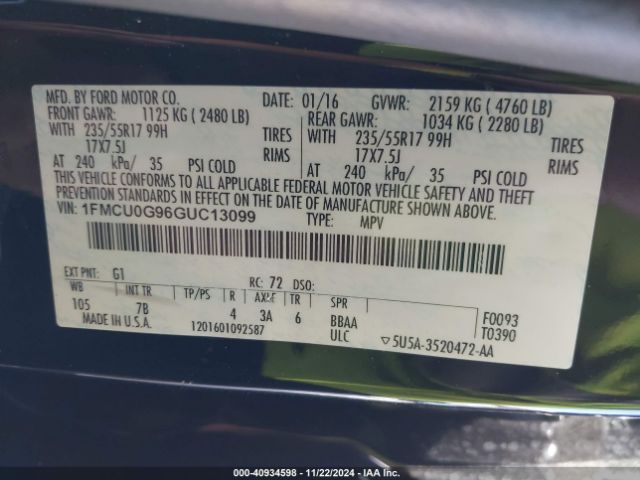 MFD. BY FORD MOTOR CO.
DATE: 01/16 GVWR: 2159 KG ( 4760 LB)
FRONT GAWR: 1125 KG ( 2480 LB)
REAR GAWR: 1034 KG ( 2280 LB)
WITH 235/55R17 99H TIRES
WITH 235/55R17 99H TIRES
17X7.5J RIMS
17X7.5J RIMS
AT 240 kPa/ 35 PSI COLD
AT 240 kPa/ 35 PSI COLD
THIS VEHICLE CONFORMS TO ALL APPLICABLE FEDERAL MOTOR VEHICLE SAFETY AND THEFT
PREVENTION STANDARDS IN EFFECT ON THE DATE OF MANUFACTURE SHOWN ABOVE.
VIN: 1FMCU0G96GUC13099
TYPE: MPV
EXT PNT: G1 RC: 72 DSO:
WB INT TR TP/PS R AXLE TR SPR
105 7B 4 3A 6 BBAA F0093
ULC T0390
MADE IN U.S.A. 1201601092587
▽5U5A-3520472-AA
000-40934598 - 11/22/2024 - IAA Inc.